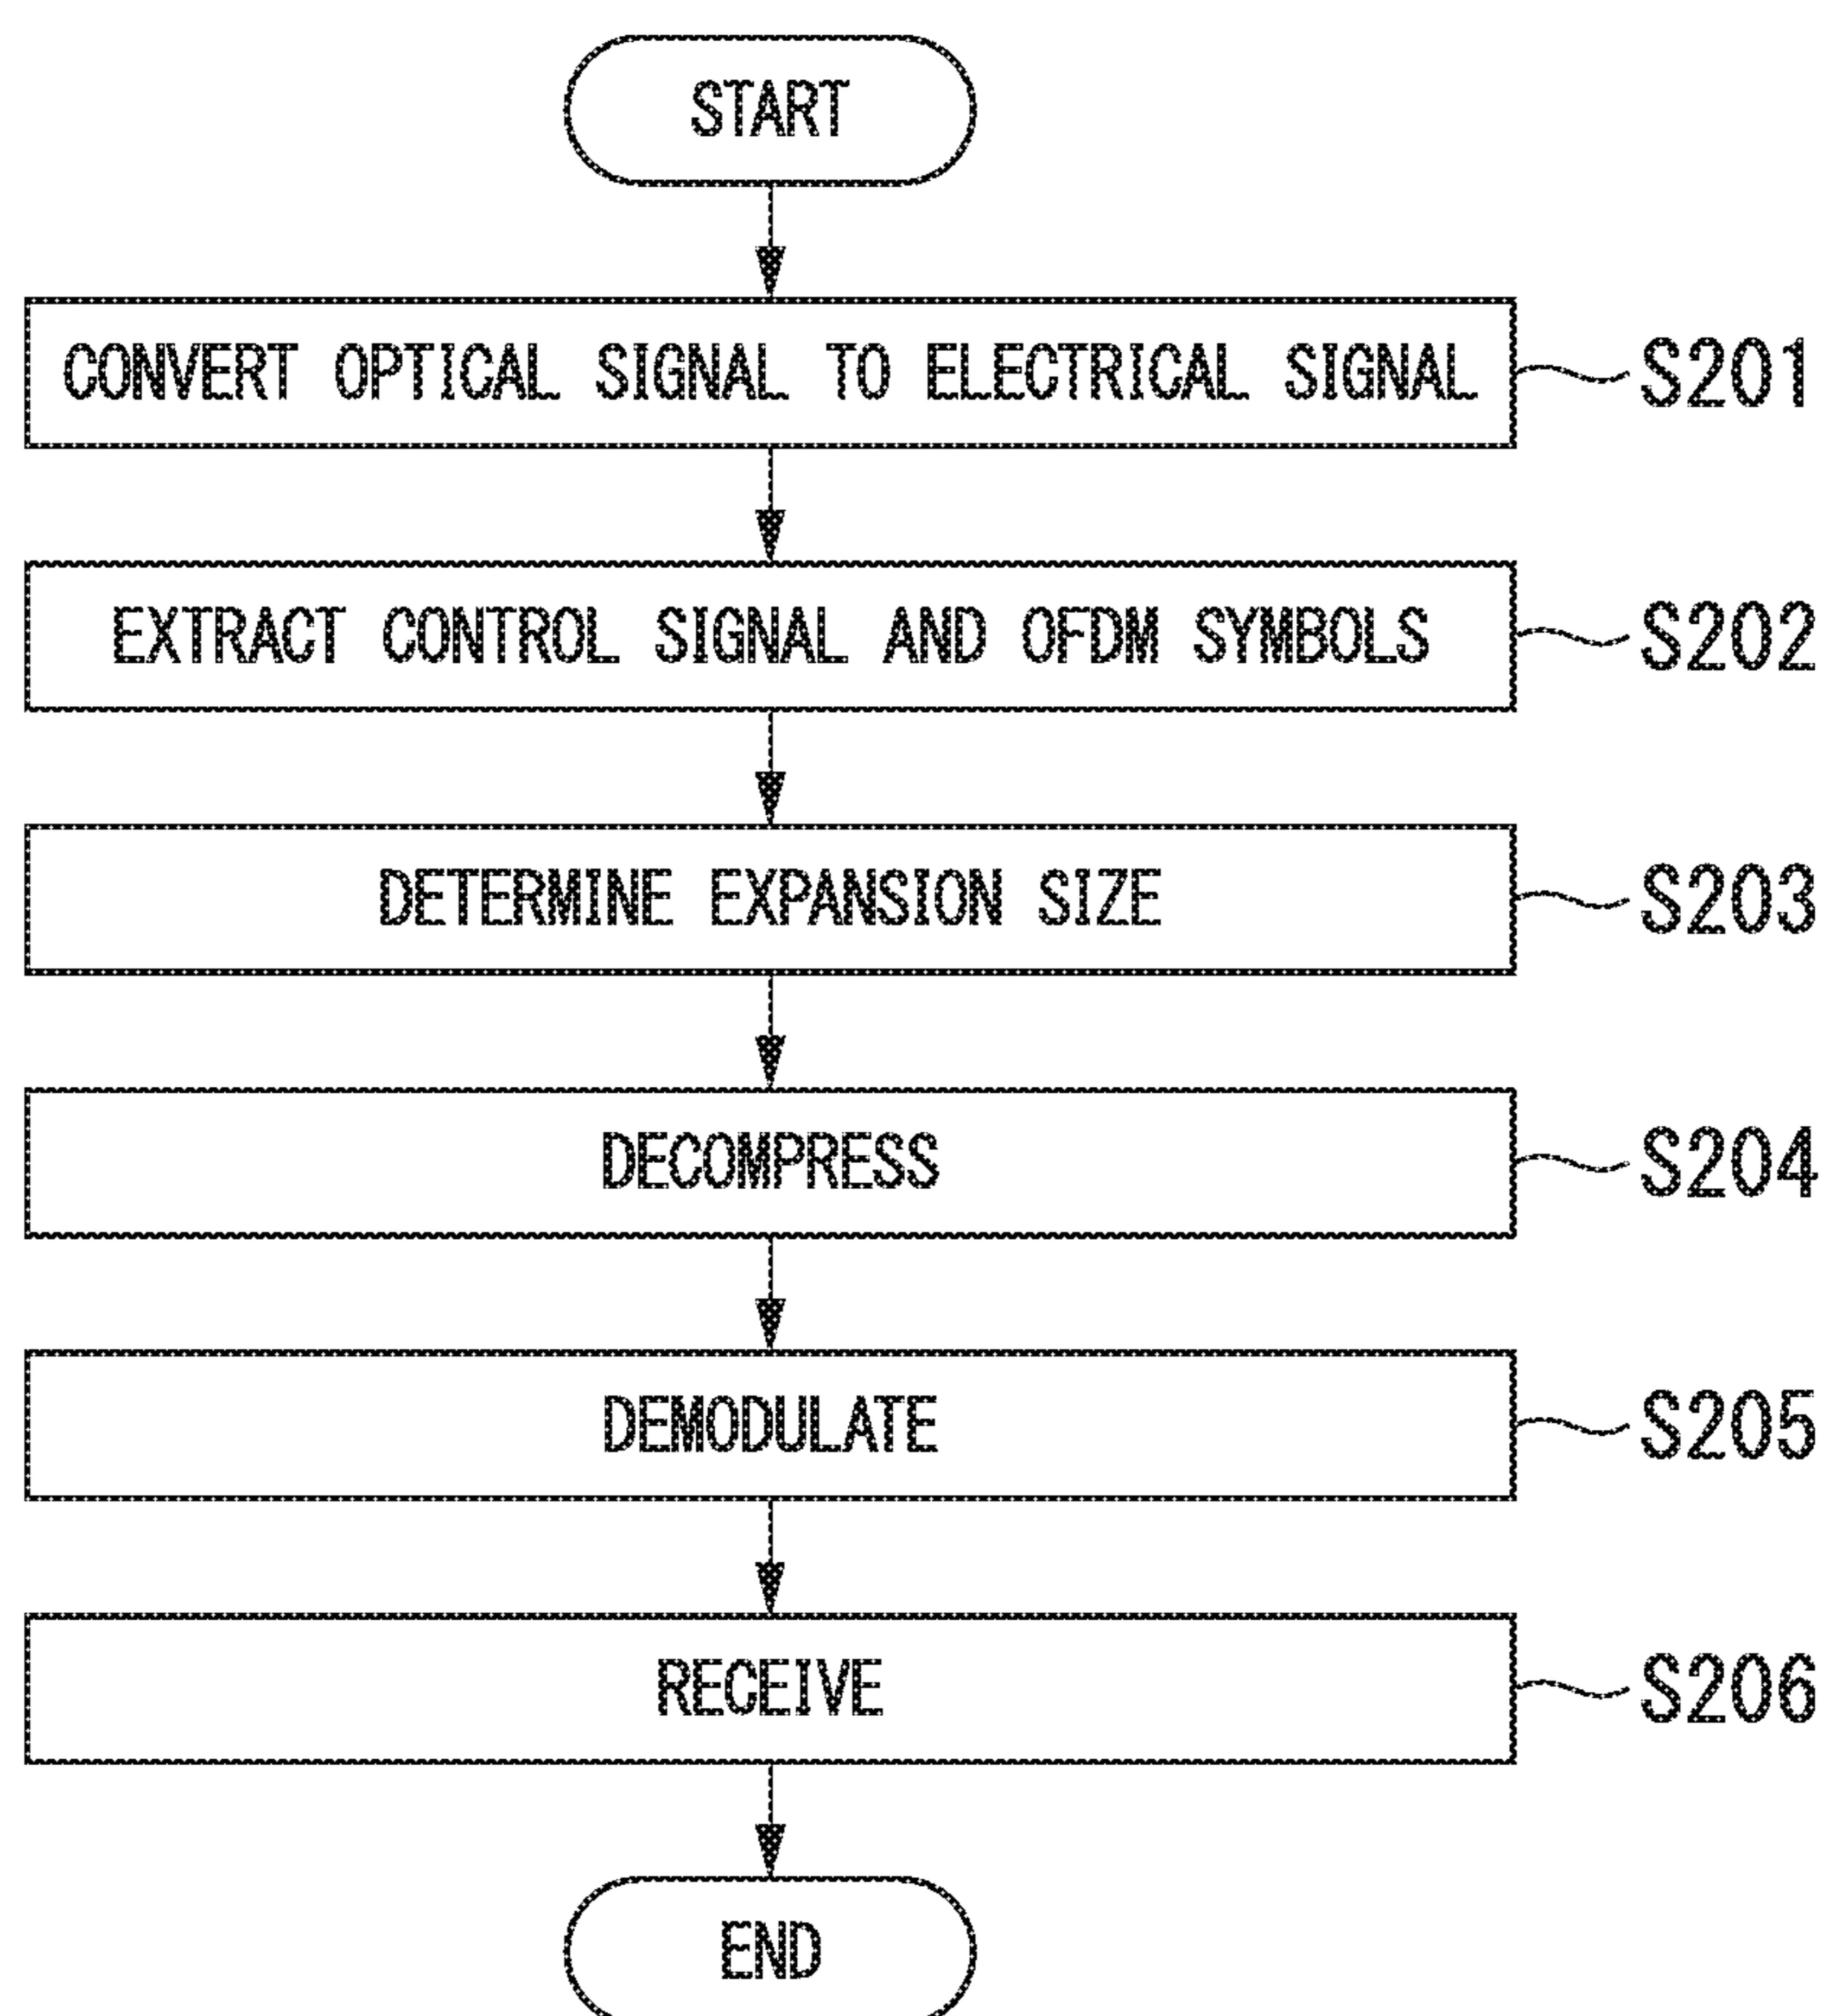 START
CONVERT OPTICAL SIGNAL TO ELECTRICAL SIGNAL S201
EXTRACT CONTROL SIGNAL AND OFDM SYMBOLS S202
DETERMINE EXPANSION SIZE S203
DECOMPRESS S204
DEMODULATE S205
RECEIVE S206
END